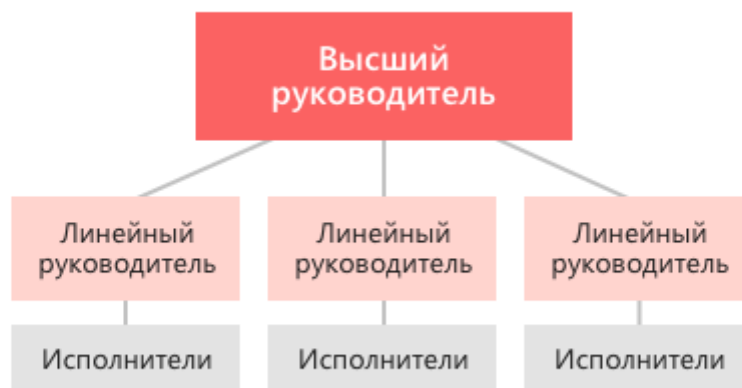 Высший
руководитель
Линейный
руководитель
Линейный
руководитель
Линейный
руководитель
Исполнители
Исполнители
Исполнители